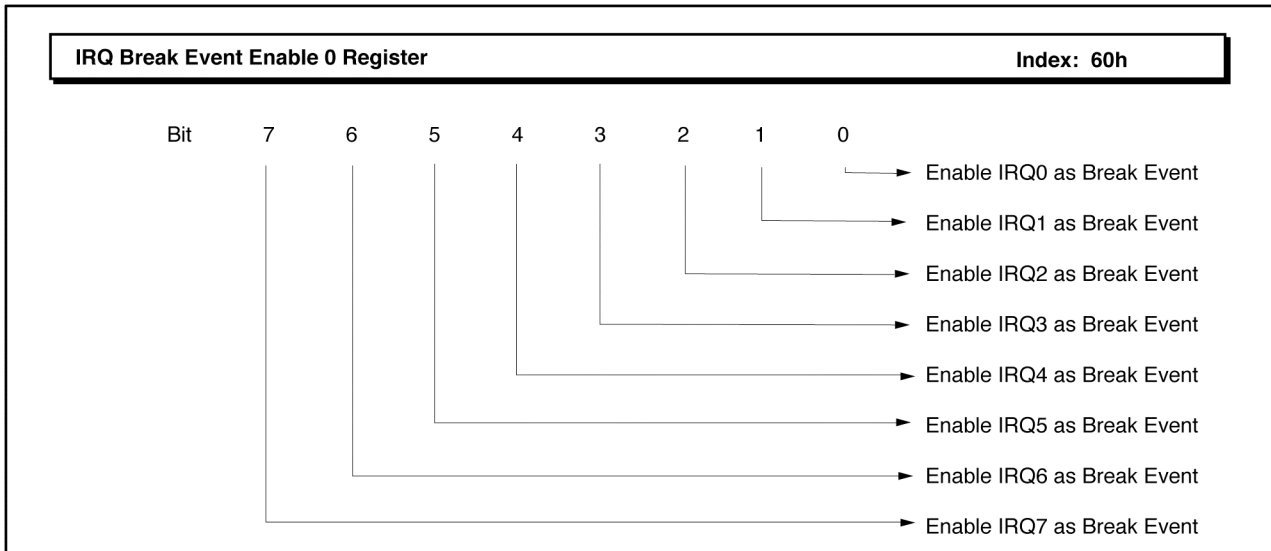 IRQ Break Event Enable 0 Register Index: 60h
Bit 7 6 5 4 3 2 1 0
Enable IRQ0 as Break Event
Enable IRQ1 as Break Event
Enable IRQ2 as Break Event
Enable IRQ3 as Break Event
Enable IRQ4 as Break Event
Enable IRQ5 as Break Event
Enable IRQ6 as Break Event
Enable IRQ7 as Break Event